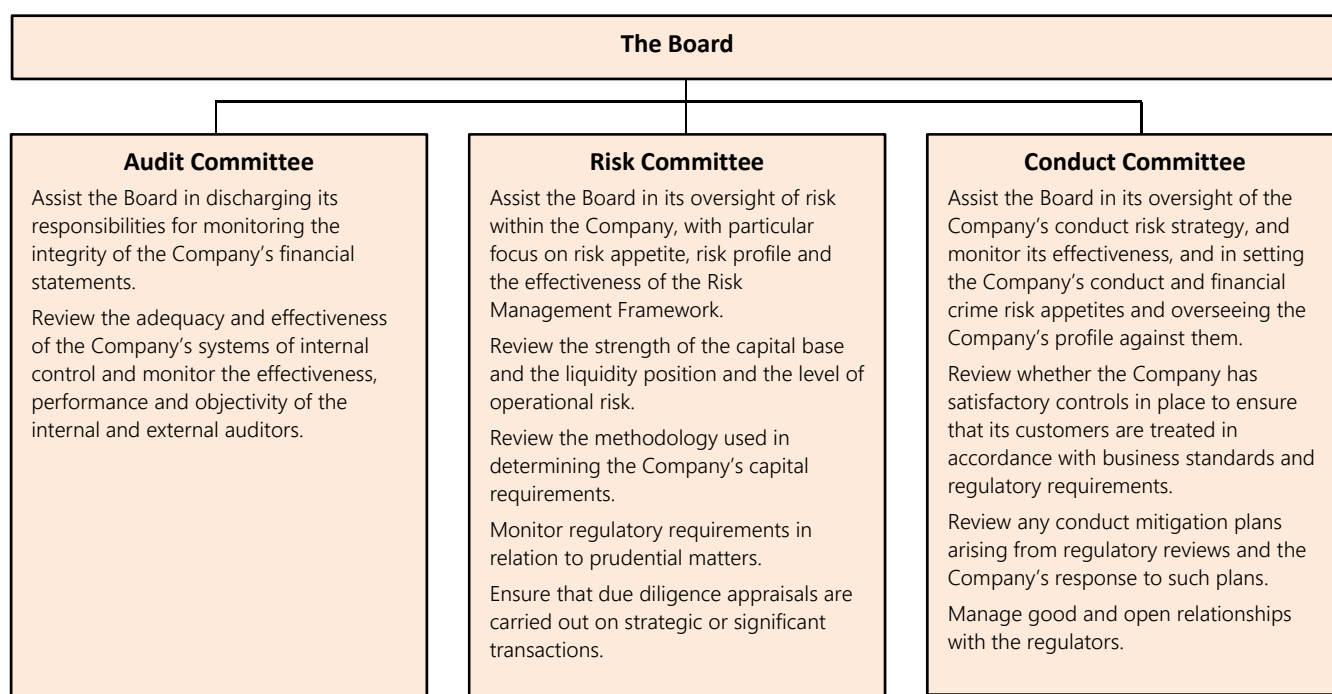 The Board
Audit Committee
Assist the Board in discharging its
responsibilities for monitoring the
integrity of the Company’s financial
statements.
Review the adequacy and effectiveness
of the Company’s systems of internal
control and monitor the effectiveness,
performance and objectivity of the
internal and external auditors.
Risk Committee
Assist the Board in its oversight of risk
within the Company, with particular
focus on risk appetite, risk profile and
the effectiveness of the Risk
Management Framework.
Review the strength of the capital base
and the liquidity position and the level of
operational risk.
Review the methodology used in
determining the Company’s capital
requirements.
Monitor regulatory requirements in
relation to prudential matters.
Ensure that due diligence appraisals are
carried out on strategic or significant
transactions.
Conduct Committee
Assist the Board in its oversight of the
Company’s conduct risk strategy, and
monitor its effectiveness, and in setting
the Company’s conduct and financial
crime risk appetites and overseeing the
Company’s profile against them.
Review whether the Company has
satisfactory controls in place to ensure
that its customers are treated in
accordance with business standards and
regulatory requirements.
Review any conduct mitigation plans
arising from regulatory reviews and the
Company’s response to such plans.
Manage good and open relationships
with the regulators.